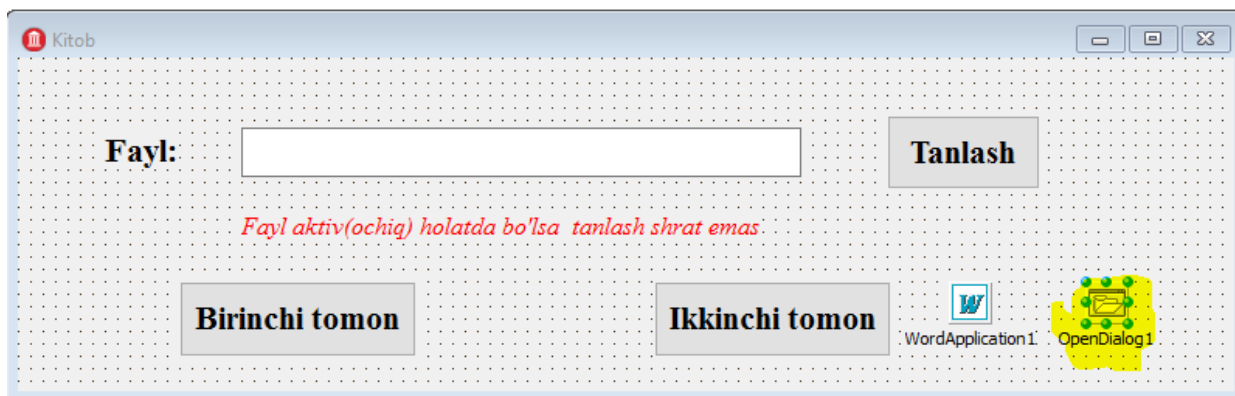 Kitob
Fayl:
Tanlash
Fayl aktiv(ochiq) holatda bo'lsa tanlash shrat emas
Birinchi tomon
Ikkinchi tomon
W
WordApplication1
OpenDialog1